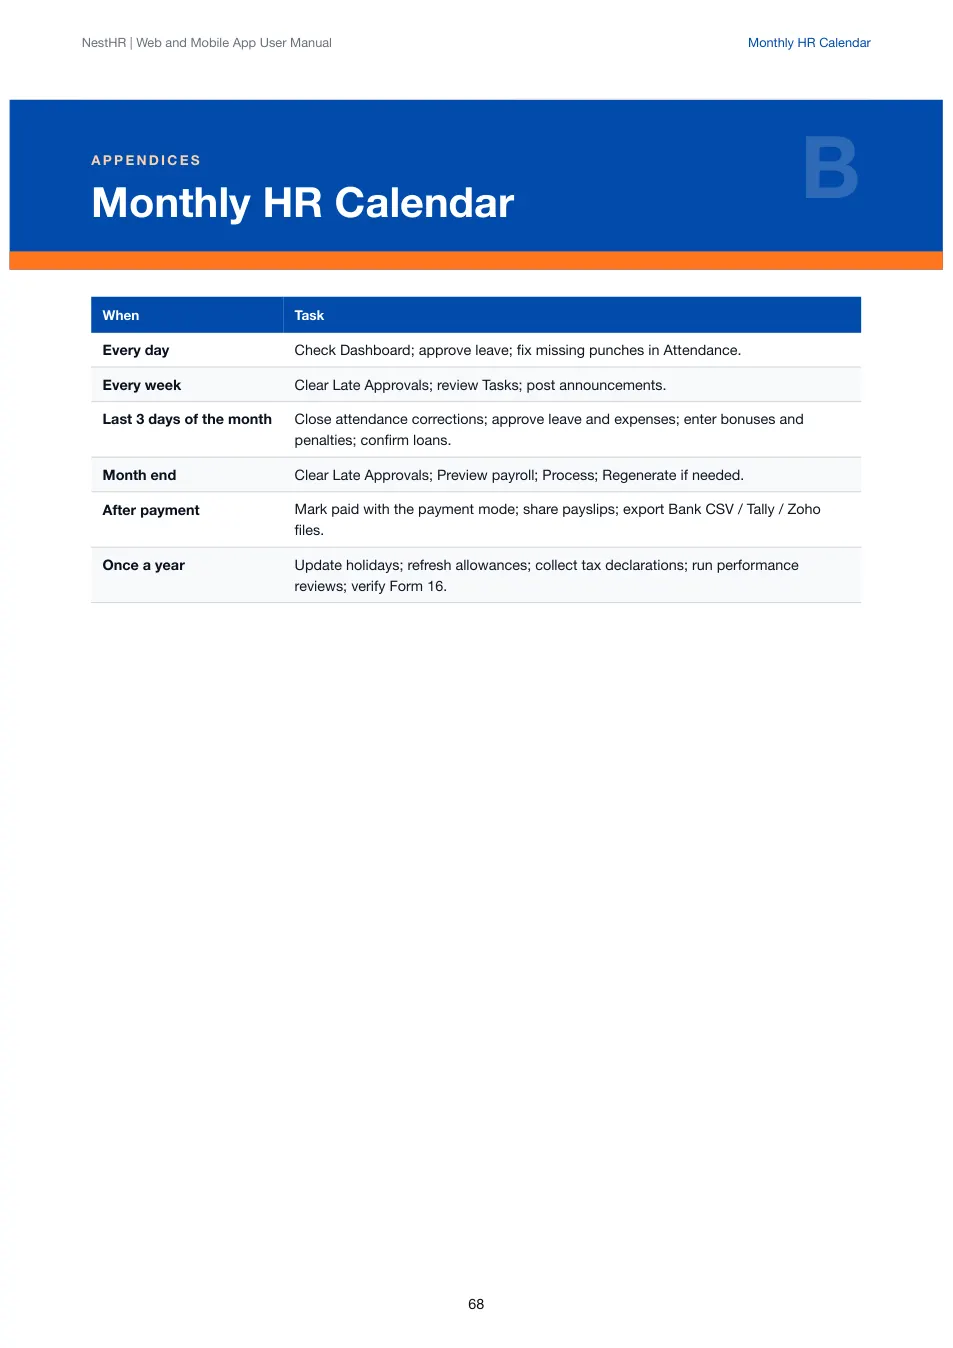 NestHR | Web and Mobile App User Manual
Monthly HR Calendar
APPENDICES
B
Monthly HR Calendar
When Task
Every day Check Dashboard; approve leave; fix missing punches in Attendance.
Every week Clear Late Approvals; review Tasks; post announcements.
Last 3 days of the month Close attendance corrections; approve leave and expenses; enter bonuses and
penalties; confirm loans.
Month end Clear Late Approvals; Preview payroll; Process; Regenerate if needed.
After payment Mark paid with the payment mode; share payslips; export Bank CSV / Tally / Zoho
files.
Once a year Update holidays; refresh allowances; collect tax declarations; run performance
reviews; verify Form 16.
68